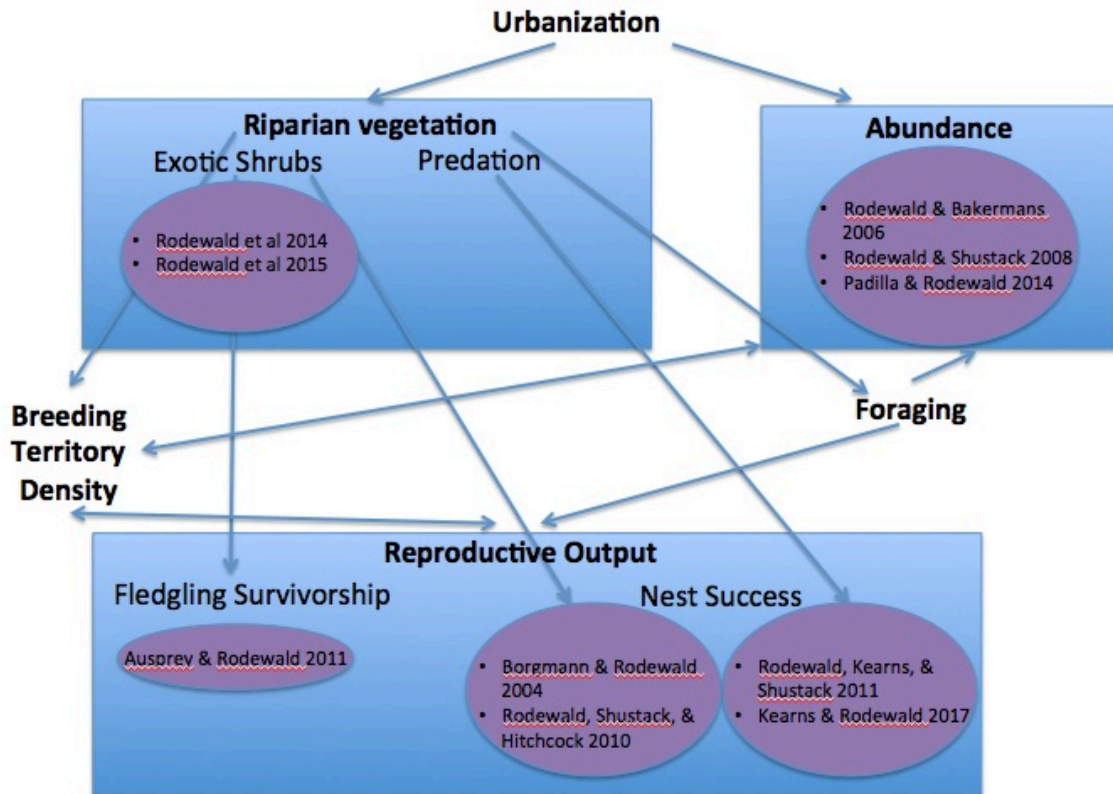 Urbanization
Riparian vegetation
Exotic Shrubs
Predation
• Rodewald et al 2014
• Rodewald et al 2015
Abundance
• Rodewald & Bakermans
2006
• Rodewald & Shustack 2008
• Padilla & Rodewald 2014
Breeding
Territory
Density
Foraging
Reproductive Output
Fledgling Survivorship
Nest Success
Ausprey & Rodewald 2011
• Borgmann & Rodewald
2004
• Rodewald, Shustack, &
Hitchcock 2010
• Rodewald, Kearns, &
Shustack 2011
• Kearns & Rodewald 2017